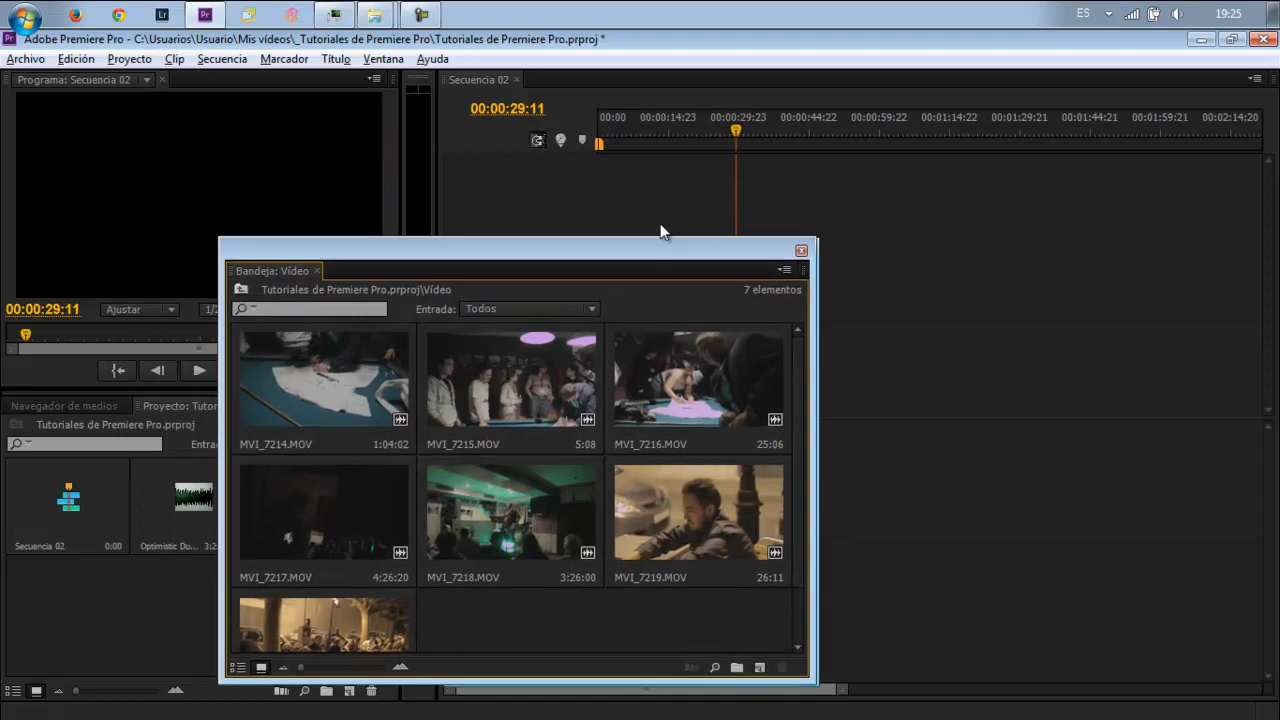 ES
19:25
Adobe Premiere Pro - C:\Usuarios\Usuario\Mis vídeos\_Tutoriales de Premiere Pro\Tutoriales de Premiere Pro.prproj *
Archivo Edición Proyecto Clip Secuencia Marcador Título Ventana Ayuda
Programa: Secuencia 02
Secuencia 02
00:00:29:11
00:00 00:00:14:23 00:00:29:23 00:00:44:22 00:00:59:22 00:01:14:22 00:01:29:21 00:01:44:21 00:01:59:21 00:02:14:20
00:00:29:11 Ajustar 1/2
Navegador de medios Proyecto: Tutor
Tutoriales de Premiere Pro.prproj
Entra
Secuencia 02 0:00
Optimistic Du... 3:2
Bandeja: Vídeo
Tutoriales de Premiere Pro.prproj\Vídeo 7 elementos
Entrada: Todos
MVI_7214.MOV 1:04:02 MVI_7215.MOV 5:08 MVI_7216.MOV 25:06
MVI_7217.MOV 4:26:20 MVI_7218.MOV 3:26:00 MVI_7219.MOV 26:11